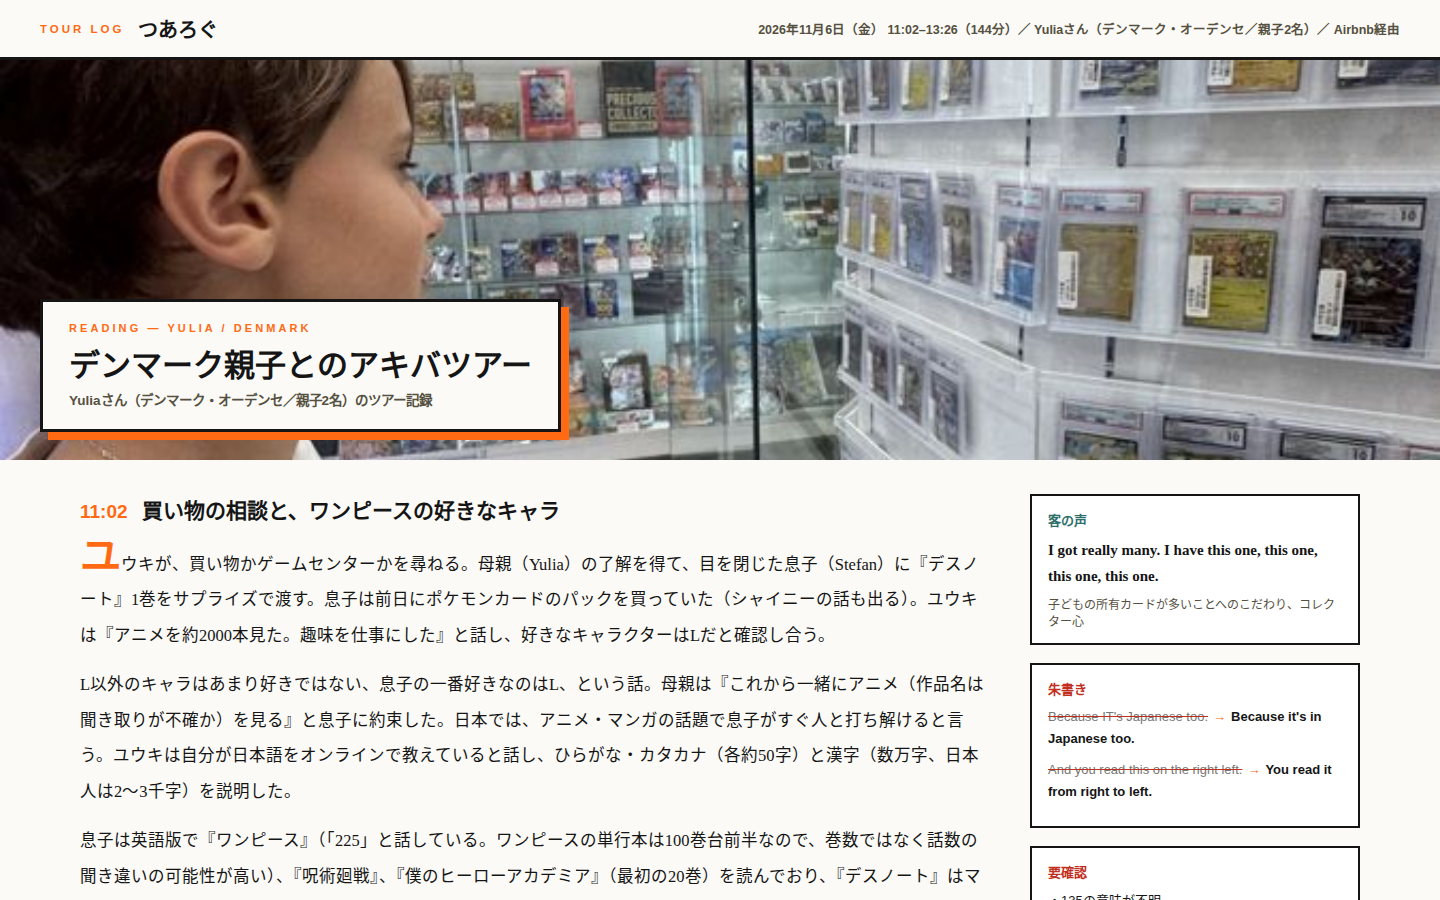 TOUR LOG つあろぐ
2026年11月6日（金） 11:02–13:26（144分）／ Yuliaさん（デンマーク・オーデンセ／親子2名）／ Airbnb経由
PRECIOUS
COLLECT
10
10
READING — YULIA / DENMARK
デンマーク親子とのアキバツアー
Yuliaさん（デンマーク・オーデンセ／親子2名）のツアー記録
11:02 買い物の相談と、ワンピースの好きなキャラ
ユウキが、買い物かゲームセンターかを尋ねる。母親（Yulia）の了解を得て、目を閉じた息子（Stefan）に『デスノ
ート』1巻をサプライズで渡す。息子は前日にポケモンカードのパックを買っていた（シャイニーの話も出る）。ユウキ
は『アニメを約2000本見た。趣味を仕事にした』と話し、好きなキャラクターはLだと確認し合う。
L以外のキャラはあまり好きではない、息子の一番好きなのはL、という話。母親は『これから一緒にアニメ（作品名は
聞き取りが不確か）を見る』と息子に約束した。日本では、アニメ・マンガの話題で息子がすぐ人と打ち解けると言
う。ユウキは自分が日本語をオンラインで教えていると話し、ひらがな・カタカナ（各約50字）と漢字（数万字、日本
人は2〜3千字）を説明した。
息子は英語版で『ワンピース』（「225」と話している。ワンピースの単行本は100巻台前半なので、巻数ではなく話数の
聞き違いの可能性が高い）、『呪術廻戦』、『僕のヒーローアカデミア』（最初の20巻）を読んでおり、『デスノート』はマ
客の声
I got really many. I have this one, this one,
this one, this one.
子どもの所有カードが多いことへのこだわり、コレク
ター心
朱書き
Because IT's Japanese too. → Because it's in
Japanese too.
And you read this on the right left. → You read it
from right to left.
要確認
・135の意味が不明